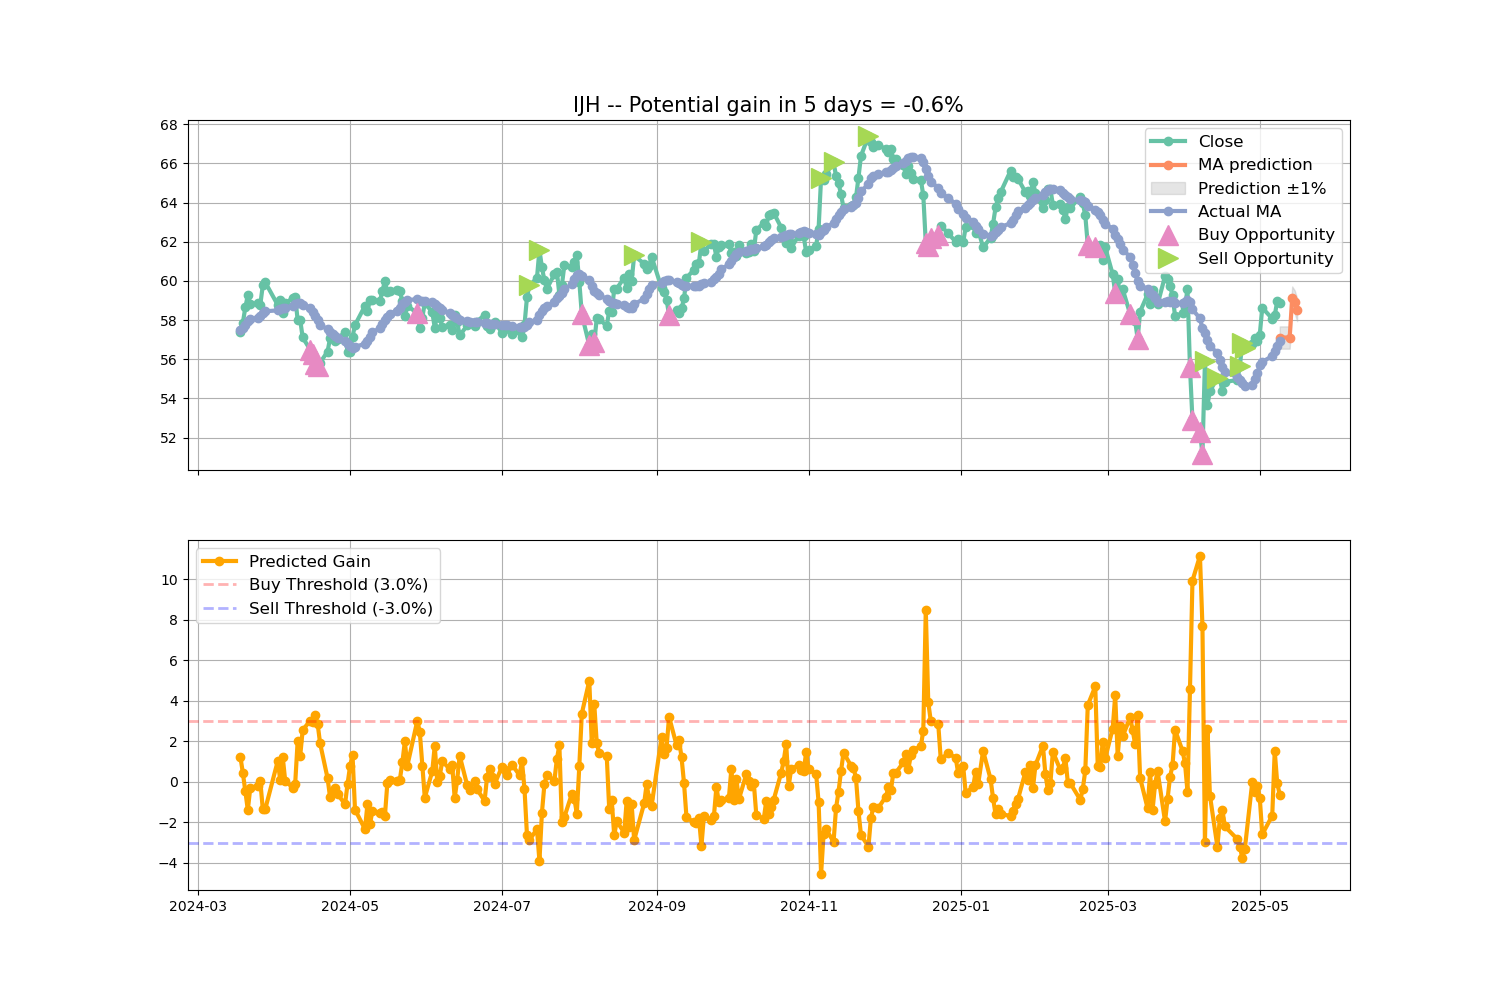 IJH -- Potential gain in 5 days = -0.6%
68
66
64
62
60
58
56
54
52
Close
MA prediction
Prediction ±1%
Actual MA
Buy Opportunity
Sell Opportunity
Predicted Gain
Buy Threshold (3.0%)
Sell Threshold (-3.0%)
10
8
6
4
2
0
−2
−4
2024-03
2024-05
2024-07
2024-09
2024-11
2025-01
2025-03
2025-05